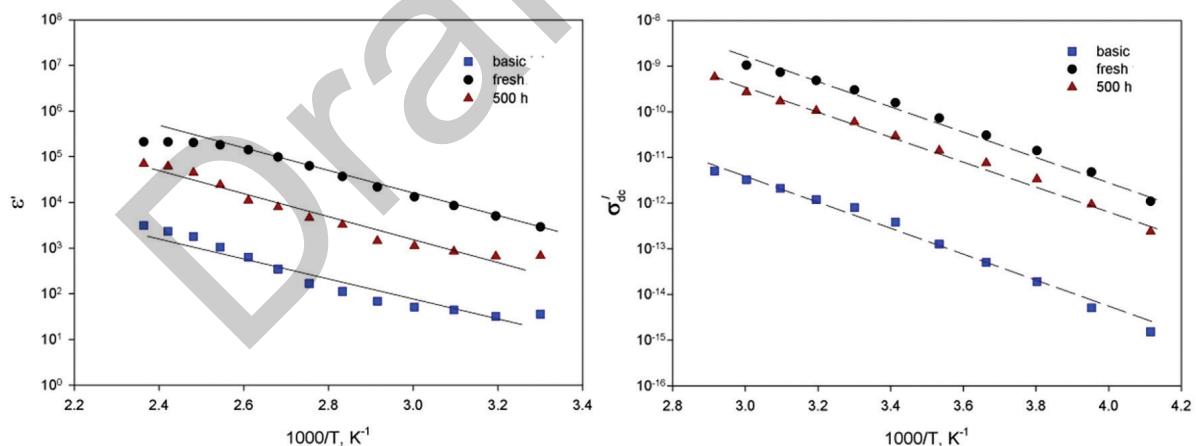 10⁸
10⁷
10⁶
10⁵
10⁴
10³
10²
10¹
10⁰
ε'
basic
fresh
500 h
2.2 2.4 2.6 2.8 3.0 3.2 3.4
1000/T, K⁻¹
10⁻⁸
10⁻⁹
10⁻¹⁰
10⁻¹¹
10⁻¹²
10⁻¹³
10⁻¹⁴
10⁻¹⁵
10⁻¹⁶
σ'dc
basic
fresh
500 h
2.8 3.0 3.2 3.4 3.6 3.8 4.0 4.2
1000/T, K⁻¹